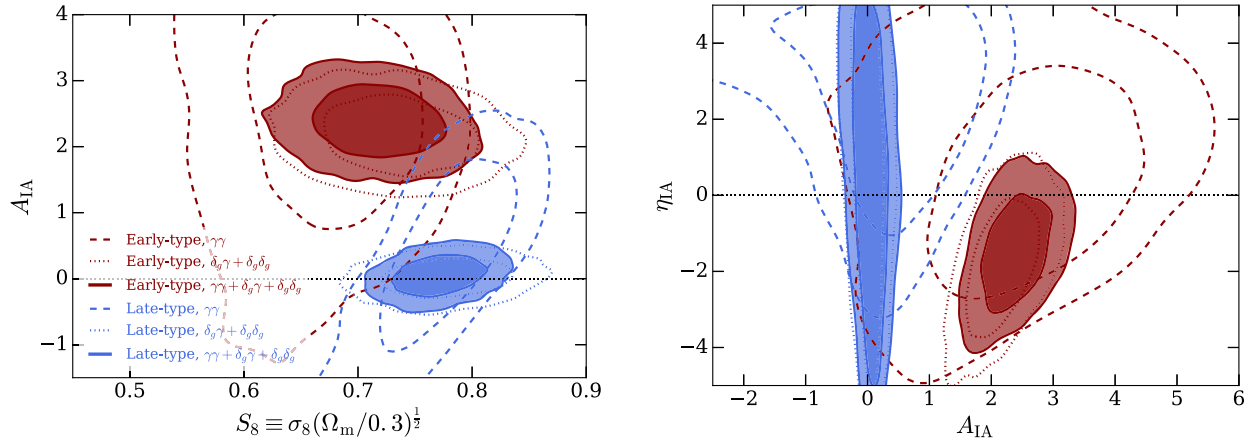 4
3
2
1
0
−1
A_IA
Early-type, γγ
Early-type, δ_gγ + δ_gδ_g
Early-type, γγ + δ_gγ + δ_gδ_g
Late-type, γγ
Late-type, δ_gγ + δ_gδ_g
Late-type, γγ + δ_gγ + δ_gδ_g
0.5 0.6 0.7 0.8 0.9
S_8 ≡ σ_8(Ω_m/0.3)^{1/2}
4
2
0
−2
−4
η_IA
−2 −1 0 1 2 3 4 5 6
A_IA